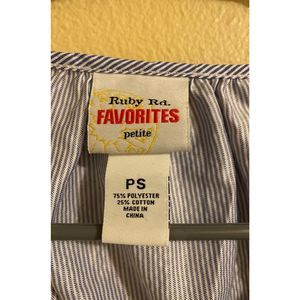 Ruby Rd.
FAVORITES
petite
PS
75% POLYESTER
25% COTTON
MADE IN
CHINA